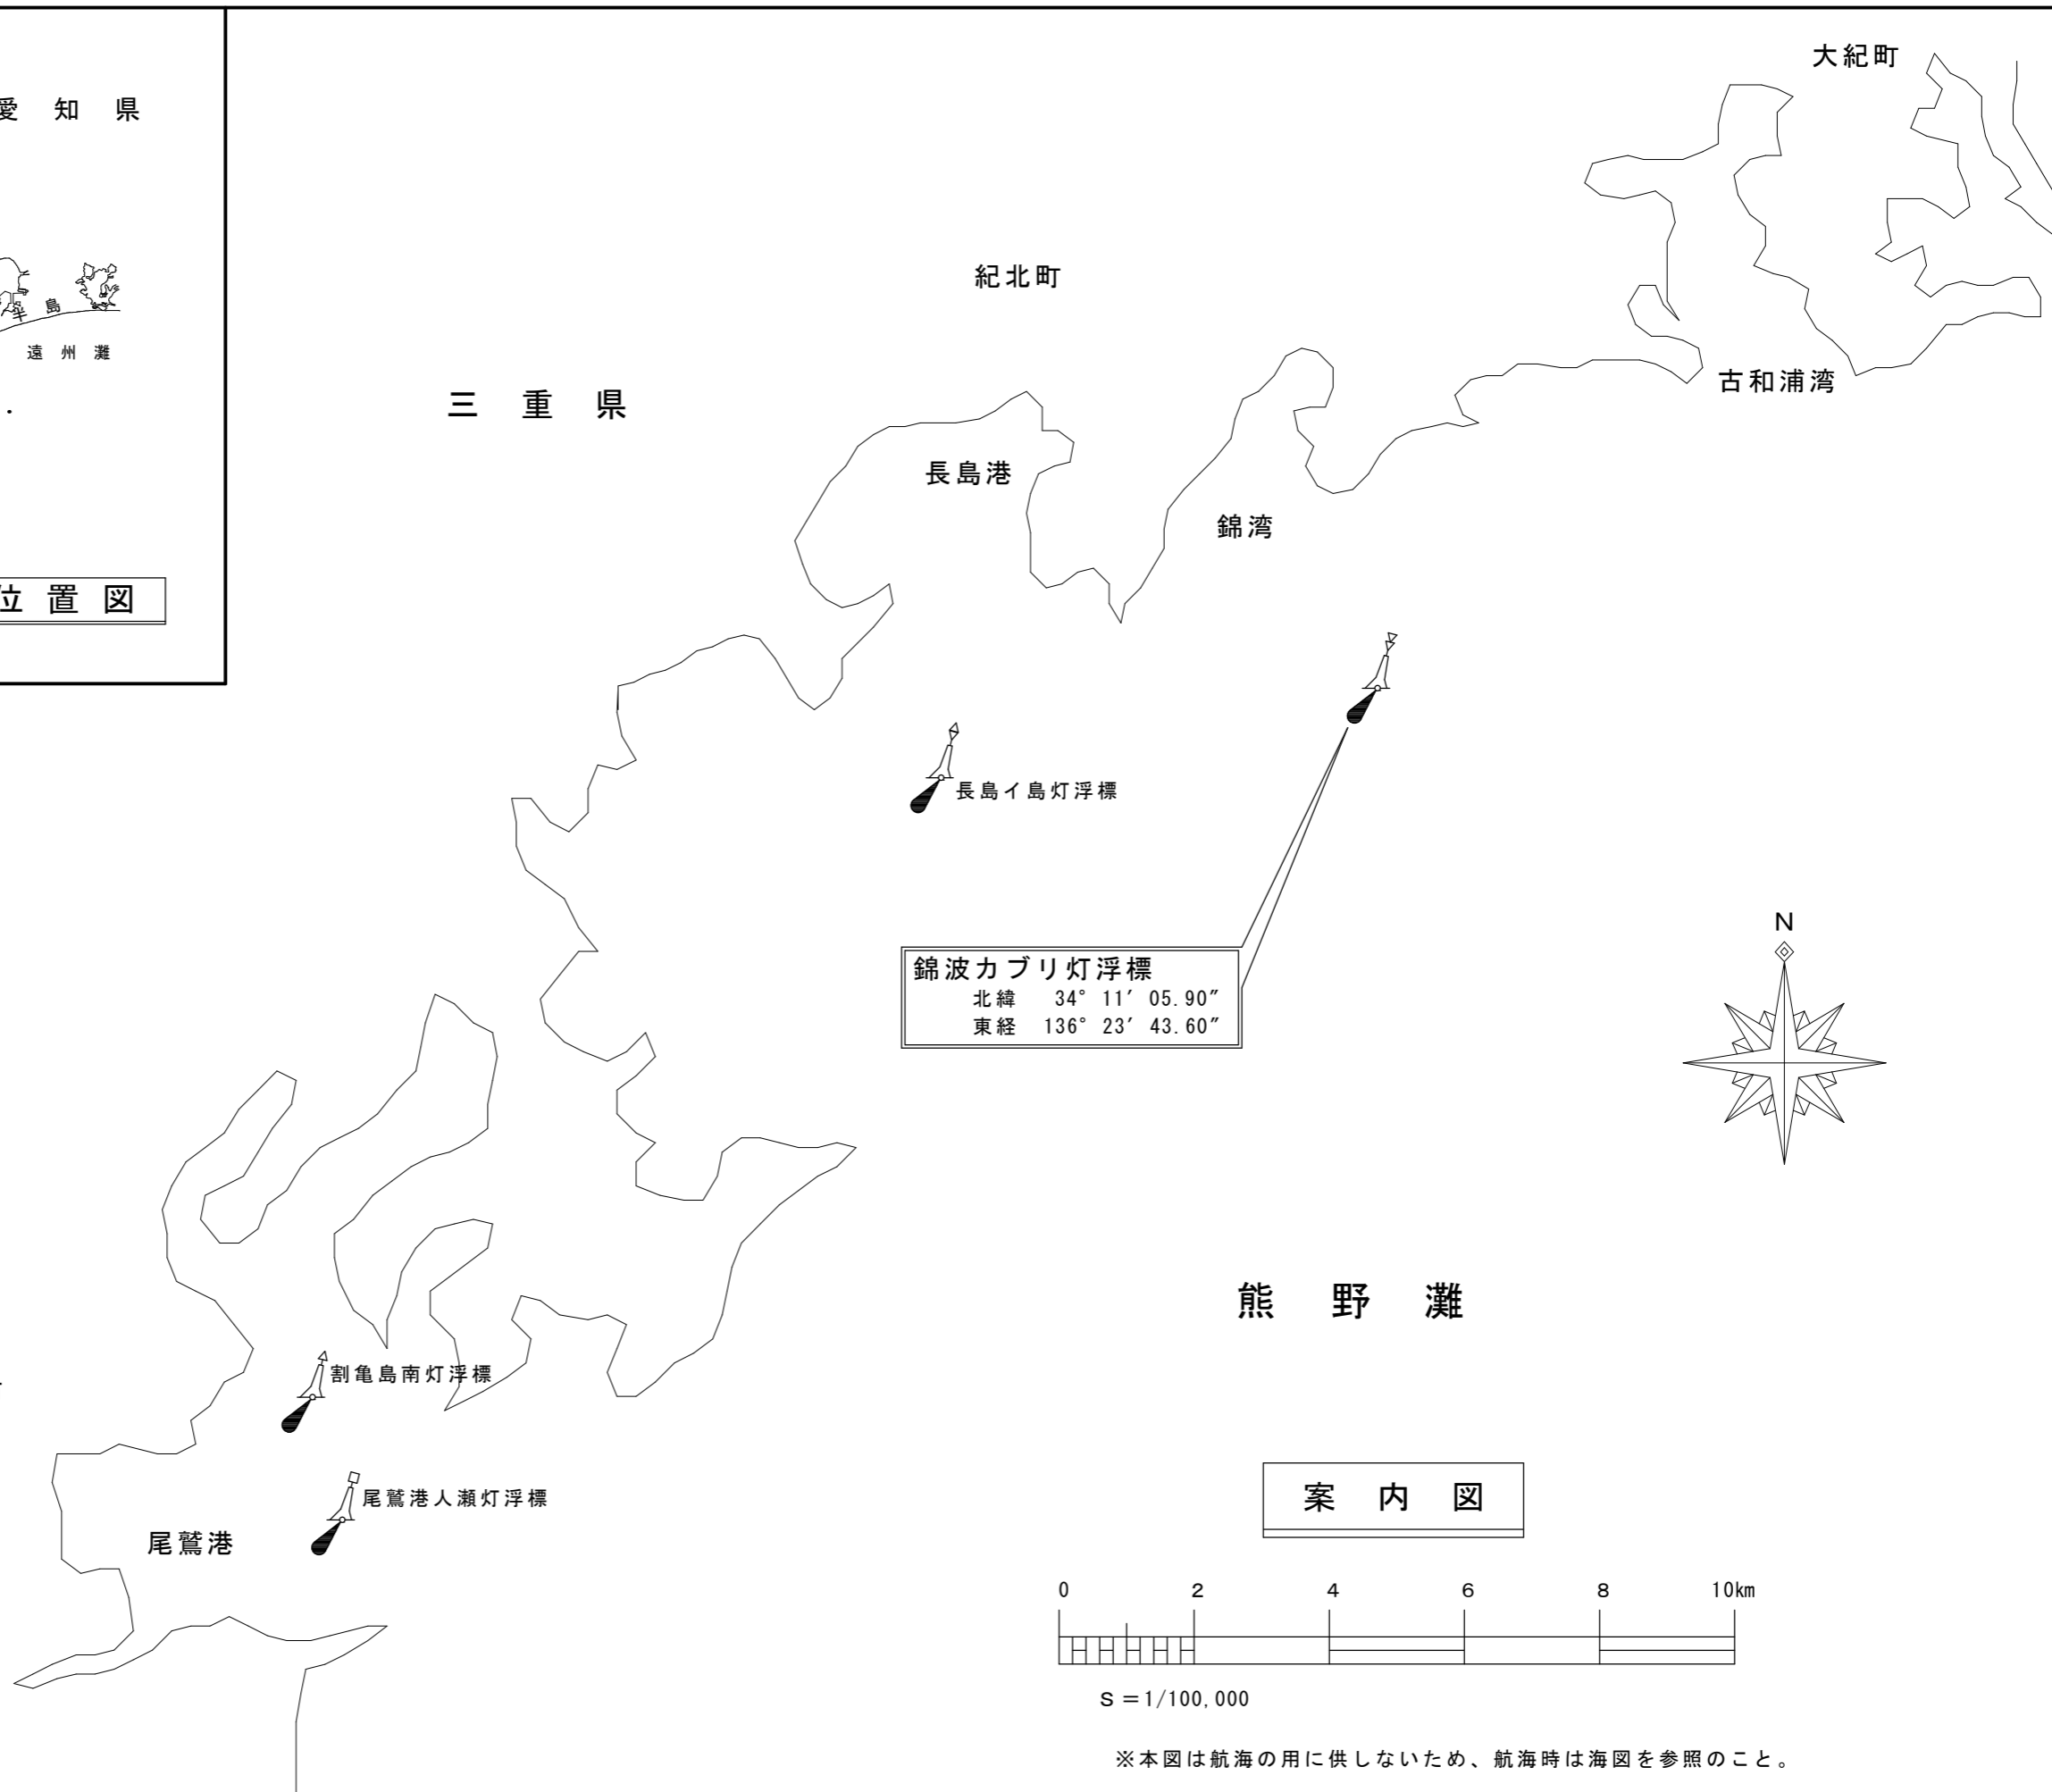 大紀町
愛知県
紀北町
半島
遠州灘
古和浦湾
三重県
長島港
錦湾
位置図
長島イ島灯浮標
N
錦波カブリ灯浮標
北緯 34° 11′ 05.90″
東経 136° 23′ 43.60″
熊野灘
割亀島南灯浮標
尾鷲港人瀬灯浮標
案内図
尾鷲港
0 2 4 6 8 10km
S=1/100,000
※本図は航海の用に供しないため、航海時は海図を参照のこと。